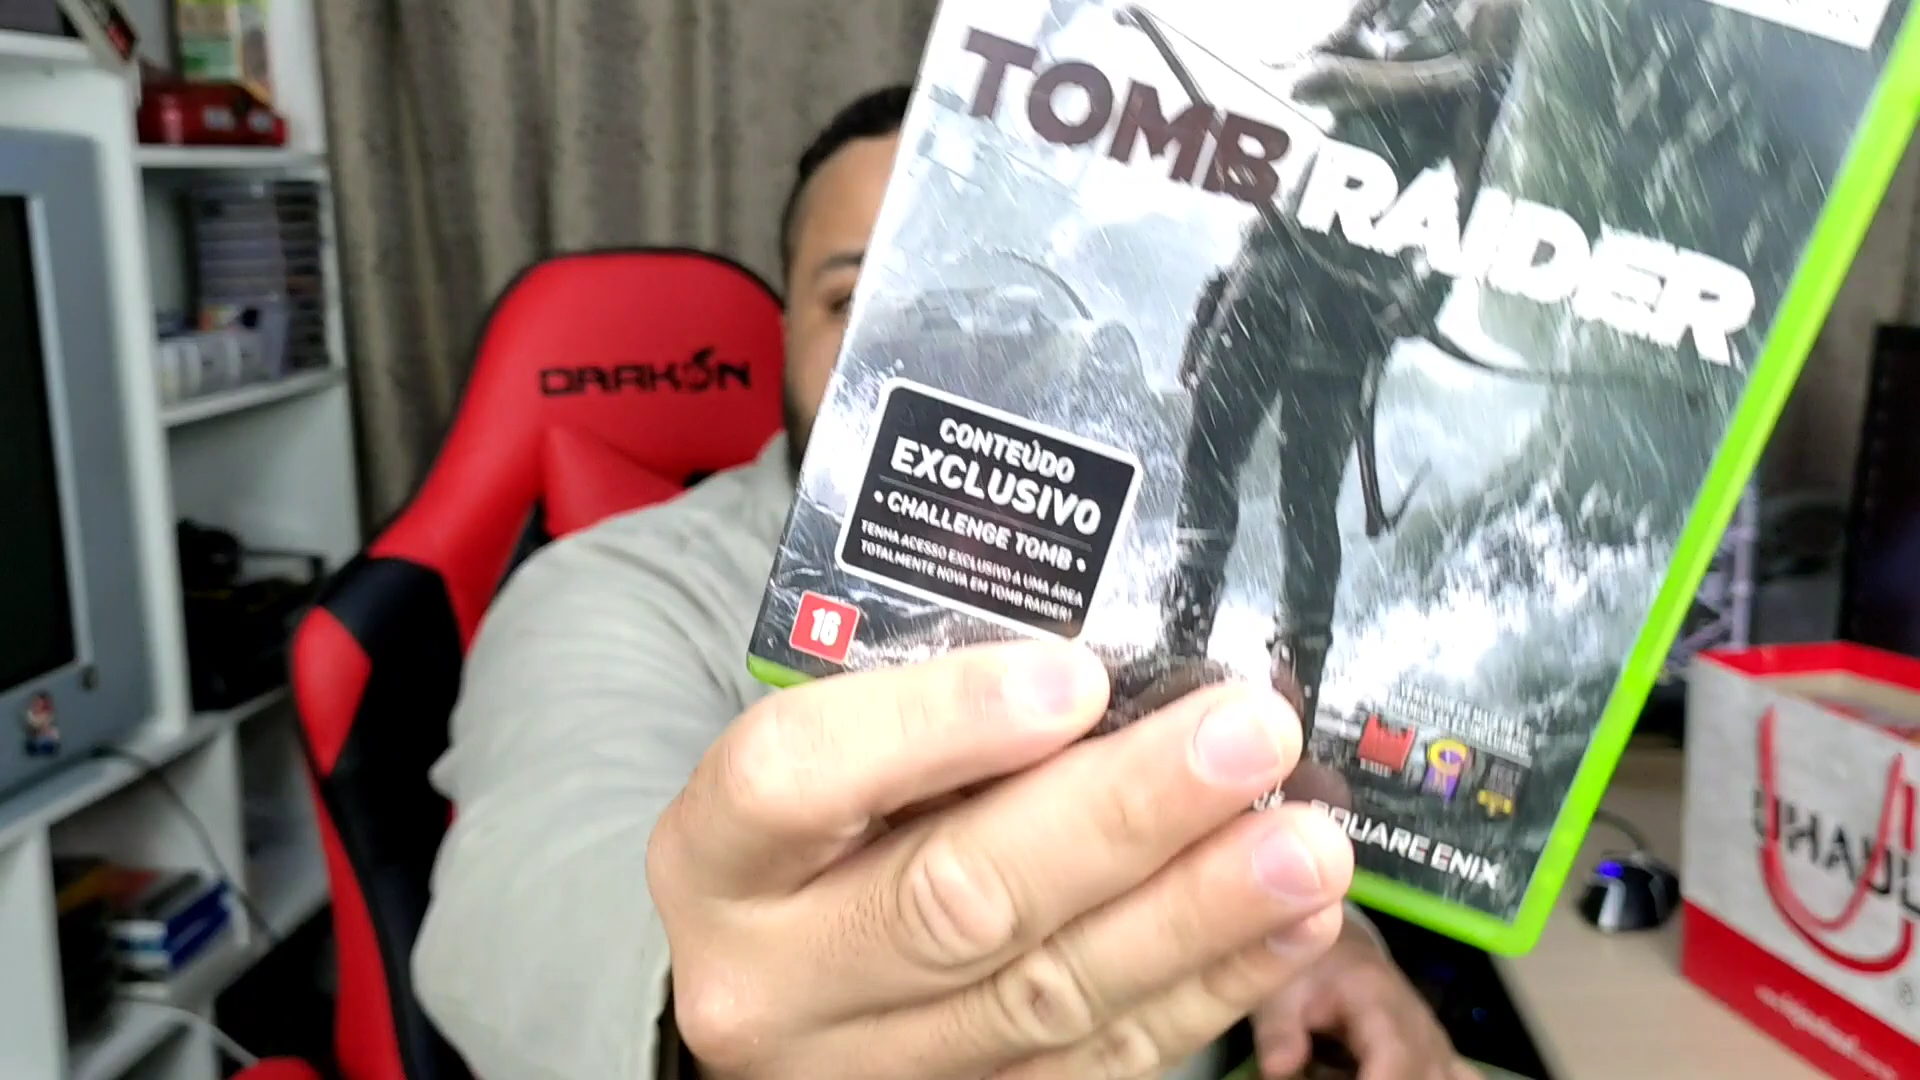 TOMB RAIDER
DARKON
CONTEÚDO
EXCLUSIVO
• CHALLENGE TOMB •
TENHA ACESSO EXCLUSIVO A UMA ÁREA
TOTALMENTE NOVA EM TOMB RAIDER!
16
SQUARE ENIX